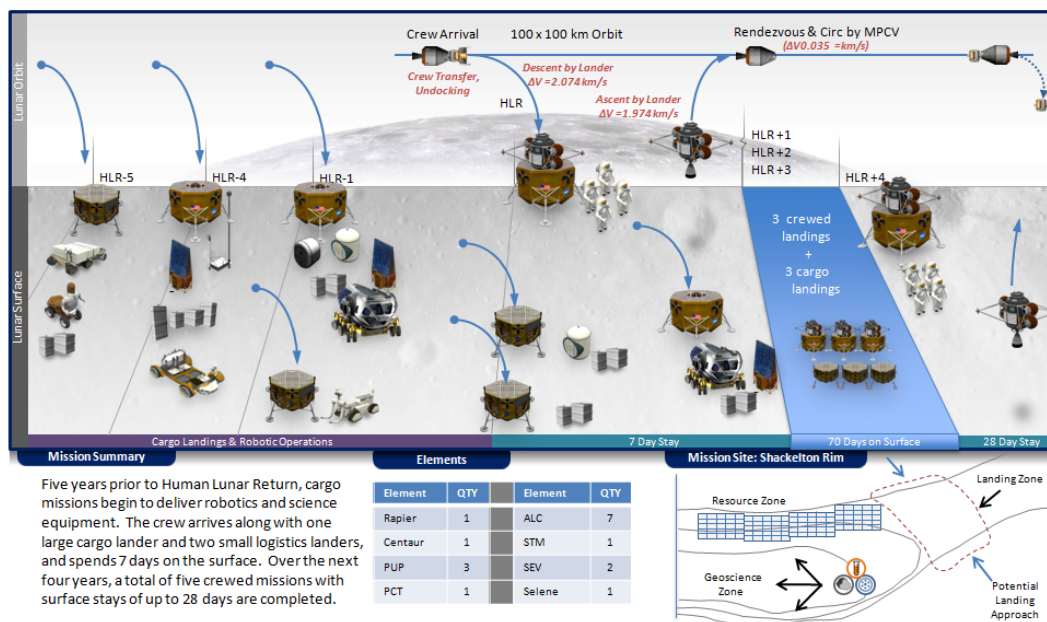 Lunar Orbit
Crew Arrival
100 x 100 km Orbit
Rendezvous & Circ by MPCV
(ΔV0.035 =km/s)
Crew Transfer,
Undocking
Descent by Lander
ΔV =2.074 km/s
HLR
Ascent by Lander
ΔV =1.974 km/s
HLR +1
HLR +2
HLR +3
HLR-5
HLR-4
HLR-1
HLR +4
Lunar Surface
3 crewed
landings
+
3 cargo
landings
Cargo Landings & Robotic Operations
7 Day Stay
70 Days on Surface
28 Day Stay
Mission Summary
Five years prior to Human Lunar Return, cargo
missions begin to deliver robotics and science
equipment. The crew arrives along with one
large cargo lander and two small logistics landers,
and spends 7 days on the surface. Over the next
four years, a total of five crewed missions with
surface stays of up to 28 days are completed.
Elements
Element QTY Element QTY
Rapier 1 ALC 7
Centaur 1 STM 1
PUP 3 SEV 2
PCT 1 Selene 1
Mission Site: Shackelton Rim
Resource Zone
Landing Zone
Geoscience
Zone
Potential
Landing
Approach